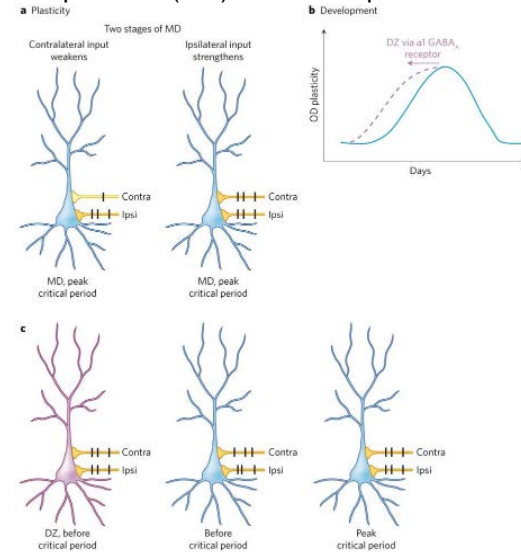 a Plasticity
Two stages of MD
Contralateral input
weakens
Ipsilateral input
strengthens
Contra
Ipsi
Contra
Ipsi
MD, peak
critical period
MD, peak
critical period
b Development
DZ via α1 GABA_A
receptor
OD plasticity
Days
c
Contra
Ipsi
Contra
Ipsi
Contra
Ipsi
DZ, before
critical period
Before
critical period
Peak
critical period